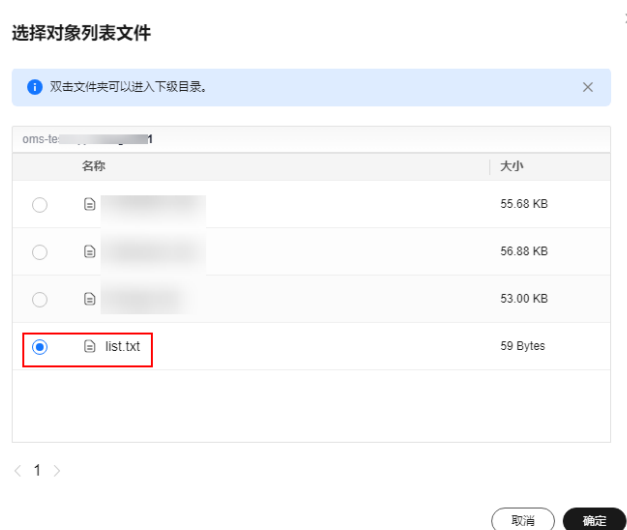 选择对象列表文件
双击文件夹可以进入下级目录。
名称 大小
55.68 KB
56.88 KB
53.00 KB
list.txt 59 Bytes
1
取消 确定